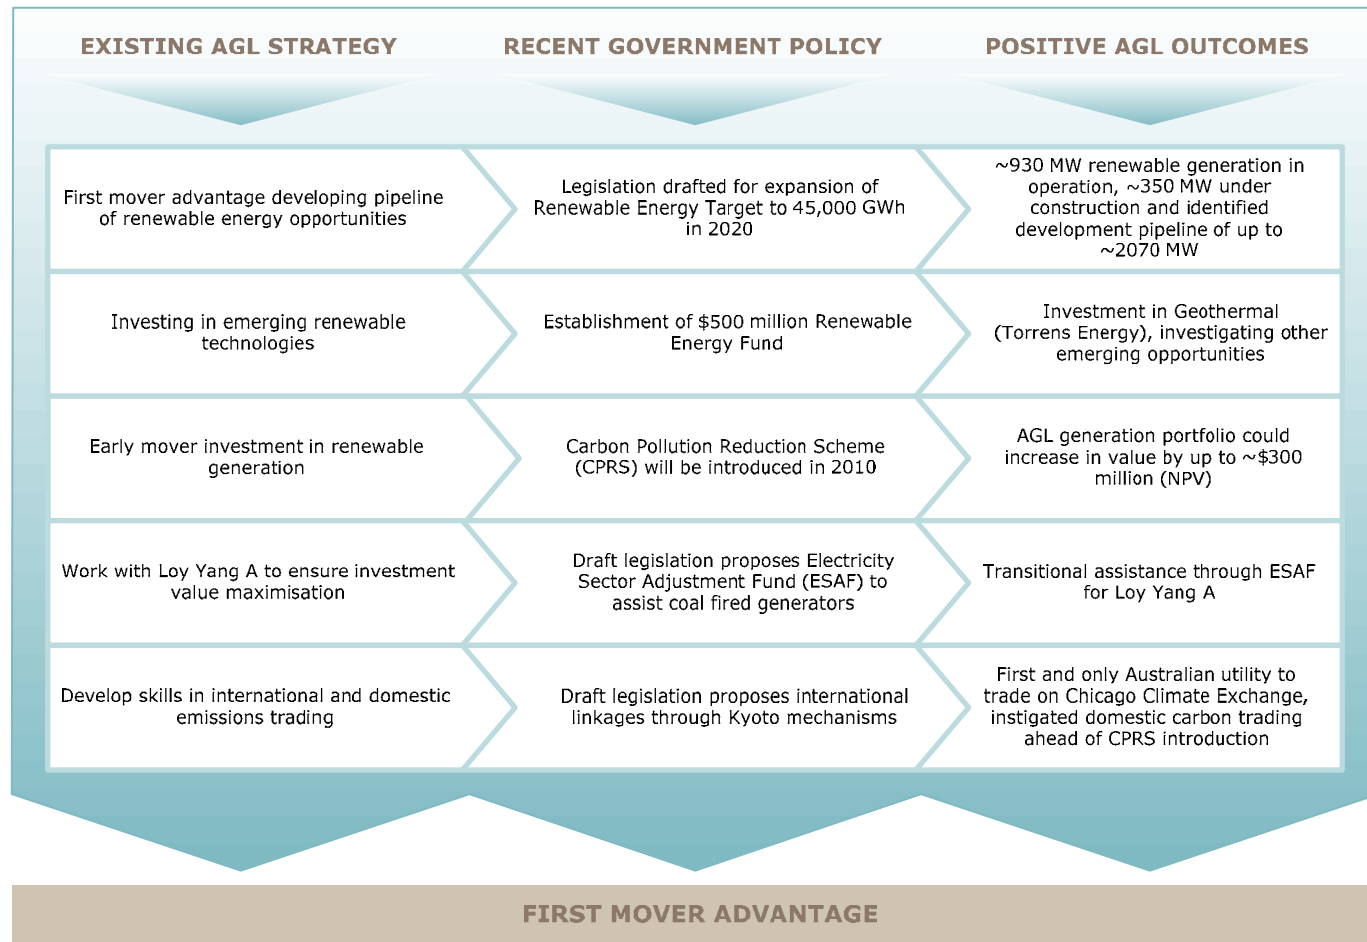 EXISTING AGL STRATEGY
RECENT GOVERNMENT POLICY
POSITIVE AGL OUTCOMES
First mover advantage developing pipeline
of renewable energy opportunities
Legislation drafted for expansion of
Renewable Energy Target to 45,000 GWh
in 2020
~930 MW renewable generation in
operation, ~350 MW under
construction and identified
development pipeline of up to
~2070 MW
Investing in emerging renewable
technologies
Establishment of $500 million Renewable
Energy Fund
Investment in Geothermal
(Torrens Energy), investigating other
emerging opportunities
Early mover investment in renewable
generation
Carbon Pollution Reduction Scheme
(CPRS) will be introduced in 2010
AGL generation portfolio could
increase in value by up to ~$300
million (NPV)
Work with Loy Yang A to ensure investment
value maximisation
Draft legislation proposes Electricity
Sector Adjustment Fund (ESAF) to
assist coal fired generators
Transitional assistance through ESAF
for Loy Yang A
Develop skills in international and domestic
emissions trading
Draft legislation proposes international
linkages through Kyoto mechanisms
First and only Australian utility to
trade on Chicago Climate Exchange,
instigated domestic carbon trading
ahead of CPRS introduction
FIRST MOVER ADVANTAGE